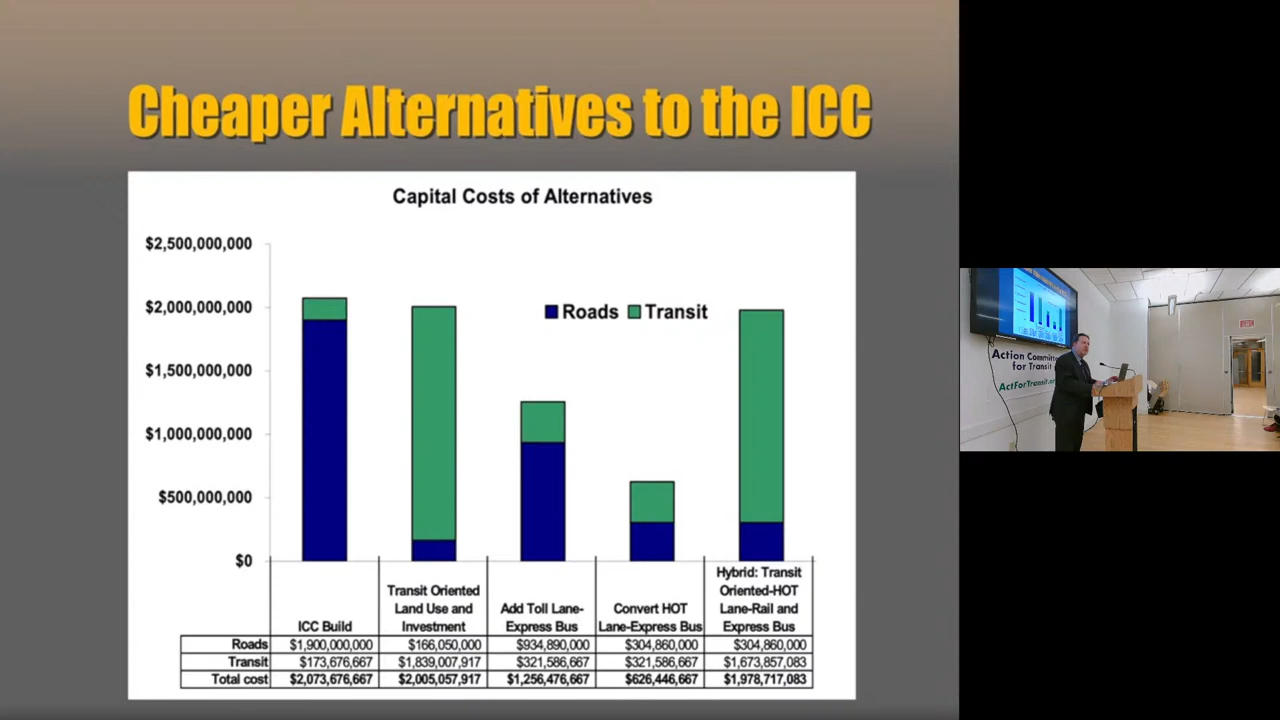 Cheaper Alternatives to the ICC
Capital Costs of Alternatives
$2,500,000,000
$2,000,000,000
$1,500,000,000
$1,000,000,000
$500,000,000
$0
Roads Transit
ICC Build
Transit Oriented
Land Use and
Investment
Add Toll Lane-
Express Bus
Convert HOT
Lane-Express Bus
Hybrid: Transit
Oriented-HOT
Lane-Rail and
Express Bus
Roads $1,900,000,000 $166,050,000 $934,890,000 $304,860,000 $304,860,000
Transit $173,676,667 $1,839,007,917 $321,586,667 $321,586,667 $1,673,857,083
Total cost $2,073,676,667 $2,005,057,917 $1,256,476,667 $626,446,667 $1,978,717,083
Action Committe
for Transit
ActForTransit.or